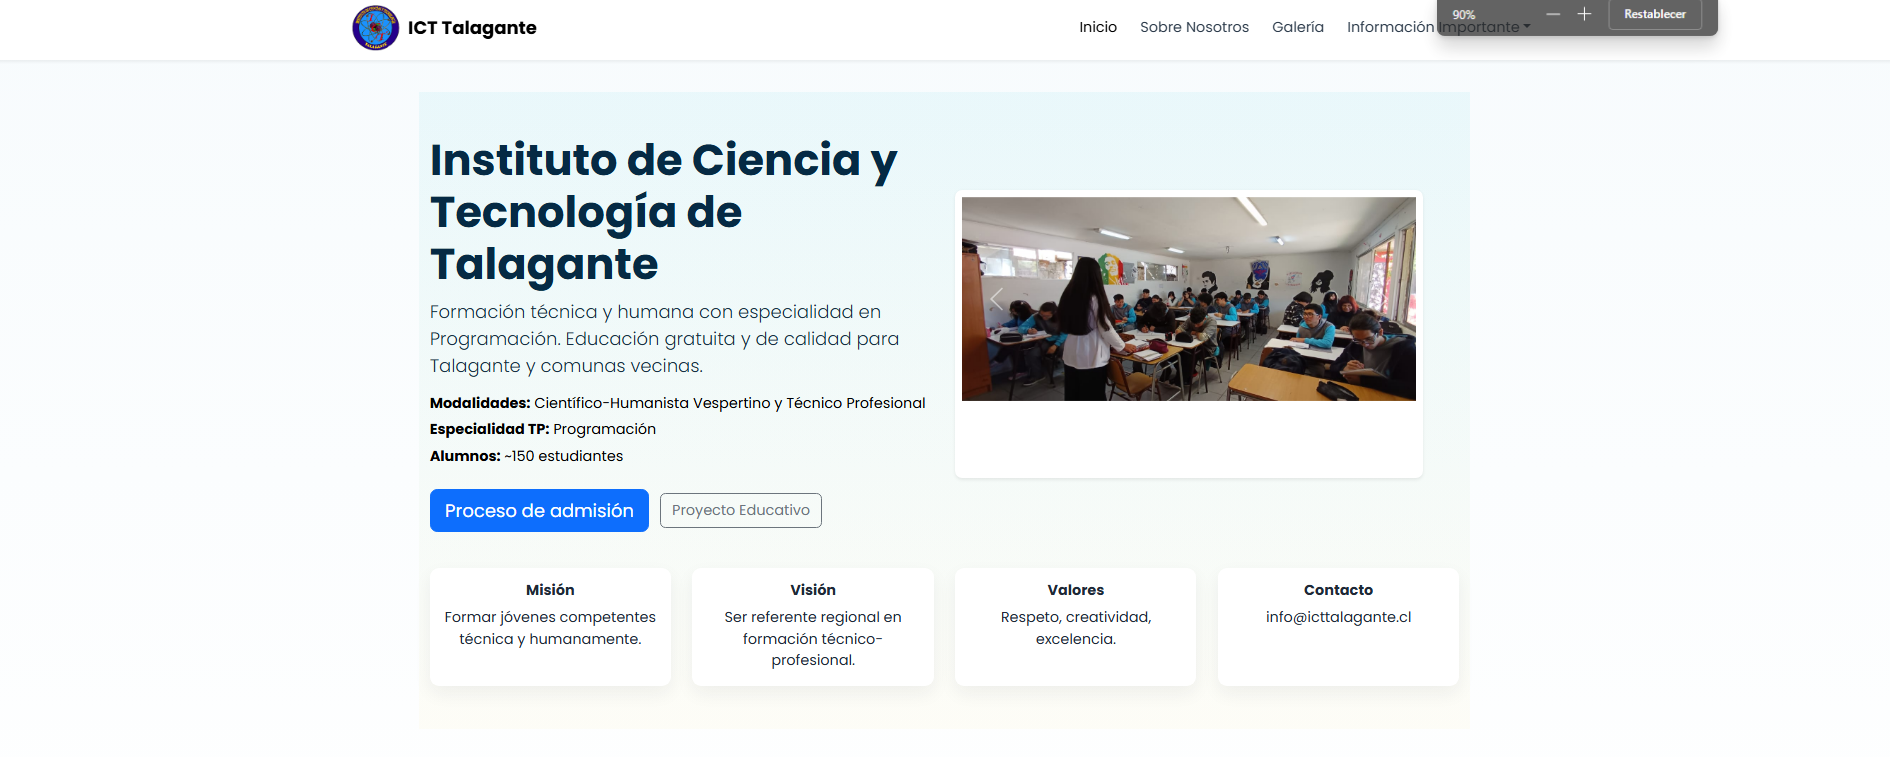 ICT Talagante
Inicio
Sobre Nosotros
Galería
Información Importante
90%
Restablecer
Instituto de Ciencia y
Tecnología de
Talagante
Formación técnica y humana con especialidad en
Programación. Educación gratuita y de calidad para
Talagante y comunas vecinas.
Modalidades: Científico-Humanista Vespertino y Técnico Profesional
Especialidad TP: Programación
Alumnos: ~150 estudiantes
Proceso de admisión
Proyecto Educativo
Misión
Formar jóvenes competentes
técnica y humanamente.
Visión
Ser referente regional en
formación técnico-
profesional.
Valores
Respeto, creatividad,
excelencia.
Contacto
info@icttalagante.cl